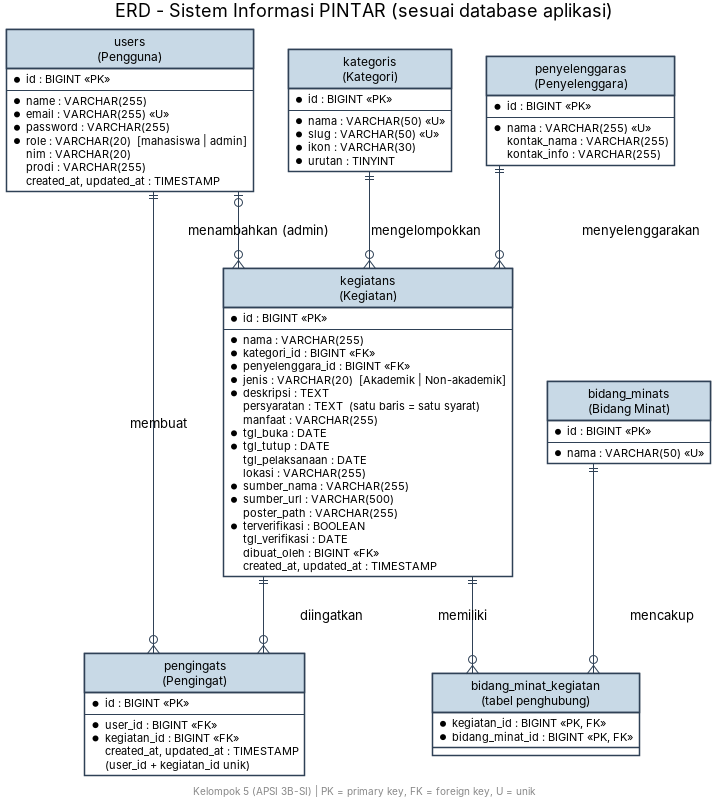 ERD - Sistem Informasi PINTAR (sesuai database aplikasi)
users
(Pengguna)
● id : BIGINT «PK»
● name : VARCHAR(255)
● email : VARCHAR(255) «U»
● password : VARCHAR(255)
● role : VARCHAR(20)  [mahasiswa | admin]
nim : VARCHAR(20)
prodi : VARCHAR(255)
created_at, updated_at : TIMESTAMP
kategoris
(Kategori)
● id : BIGINT «PK»
● nama : VARCHAR(50) «U»
● slug : VARCHAR(50) «U»
● ikon : VARCHAR(30)
● urutan : TINYINT
penyelenggaras
(Penyelenggara)
● id : BIGINT «PK»
● nama : VARCHAR(255) «U»
kontak_nama : VARCHAR(255)
kontak_info : VARCHAR(255)
menambahkan (admin)
mengelompokkan
menyelenggarakan
kegiatans
(Kegiatan)
● id : BIGINT «PK»
● nama : VARCHAR(255)
● kategori_id : BIGINT «FK»
● penyelenggara_id : BIGINT «FK»
● jenis : VARCHAR(20)  [Akademik | Non-akademik]
● deskripsi : TEXT
persyaratan : TEXT  (satu baris = satu syarat)
manfaat : VARCHAR(255)
● tgl_buka : DATE
● tgl_tutup : DATE
tgl_pelaksanaan : DATE
lokasi : VARCHAR(255)
● sumber_nama : VARCHAR(255)
● sumber_url : VARCHAR(500)
poster_path : VARCHAR(255)
● terverifikasi : BOOLEAN
tgl_verifikasi : DATE
dibuat_oleh : BIGINT «FK»
created_at, updated_at : TIMESTAMP
bidang_minats
(Bidang Minat)
● id : BIGINT «PK»
● nama : VARCHAR(50) «U»
membuat
diingatkan
memiliki
mencakup
pengingats
(Pengingat)
● id : BIGINT «PK»
● user_id : BIGINT «FK»
● kegiatan_id : BIGINT «FK»
created_at, updated_at : TIMESTAMP
(user_id + kegiatan_id unik)
bidang_minat_kegiatan
(tabel penghubung)
● kegiatan_id : BIGINT «PK, FK»
● bidang_minat_id : BIGINT «PK, FK»
Kelompok 5 (APSI 3B-SI) | PK = primary key, FK = foreign key, U = unik